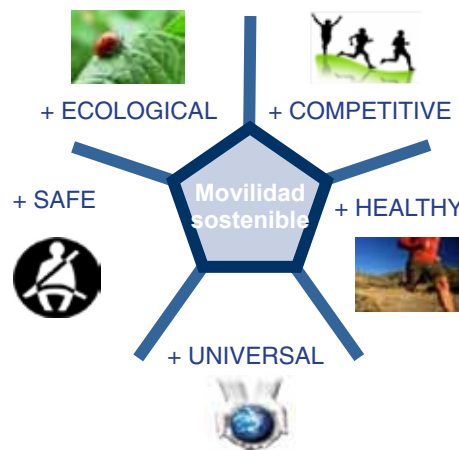 + ECOLOGICAL
+ COMPETITIVE
+ SAFE
Movilidad
sostenible
+ HEALTHY
+ UNIVERSAL